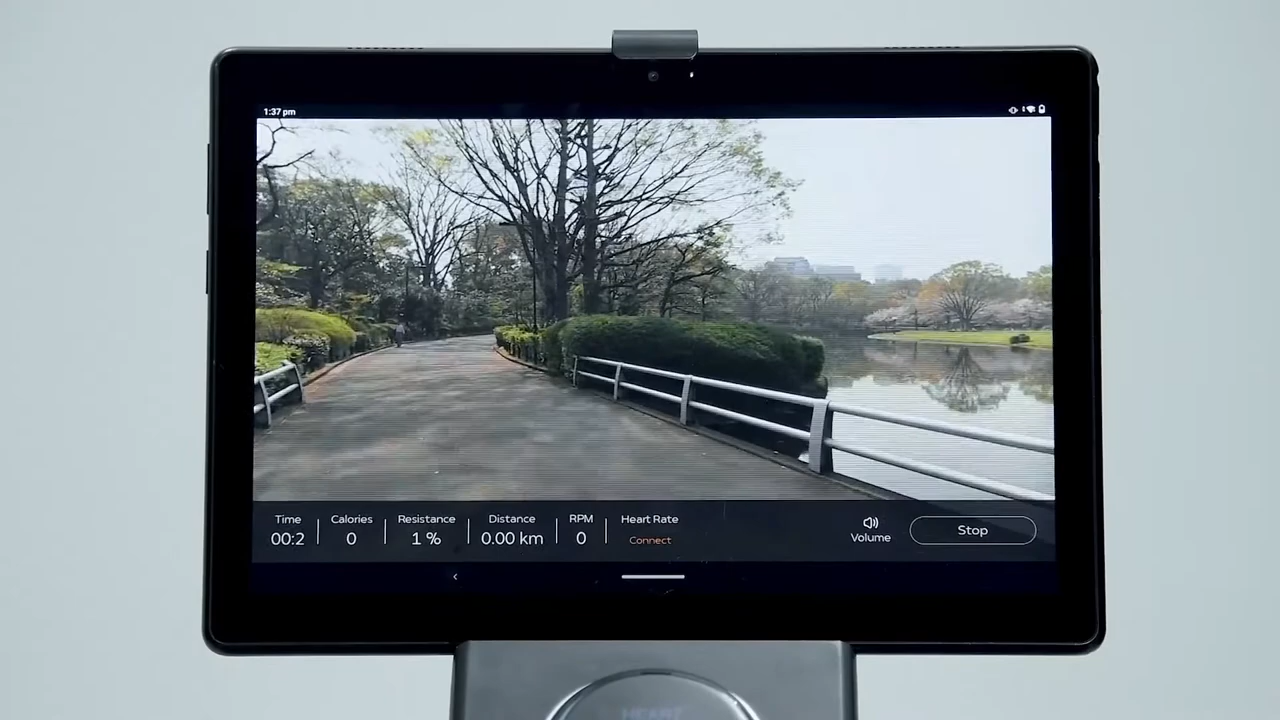 1:37 pm
Time Calories Resistance Distance RPM Heart Rate
00:2 0 1 % 0.00 km 0 Connect
Volume
Stop